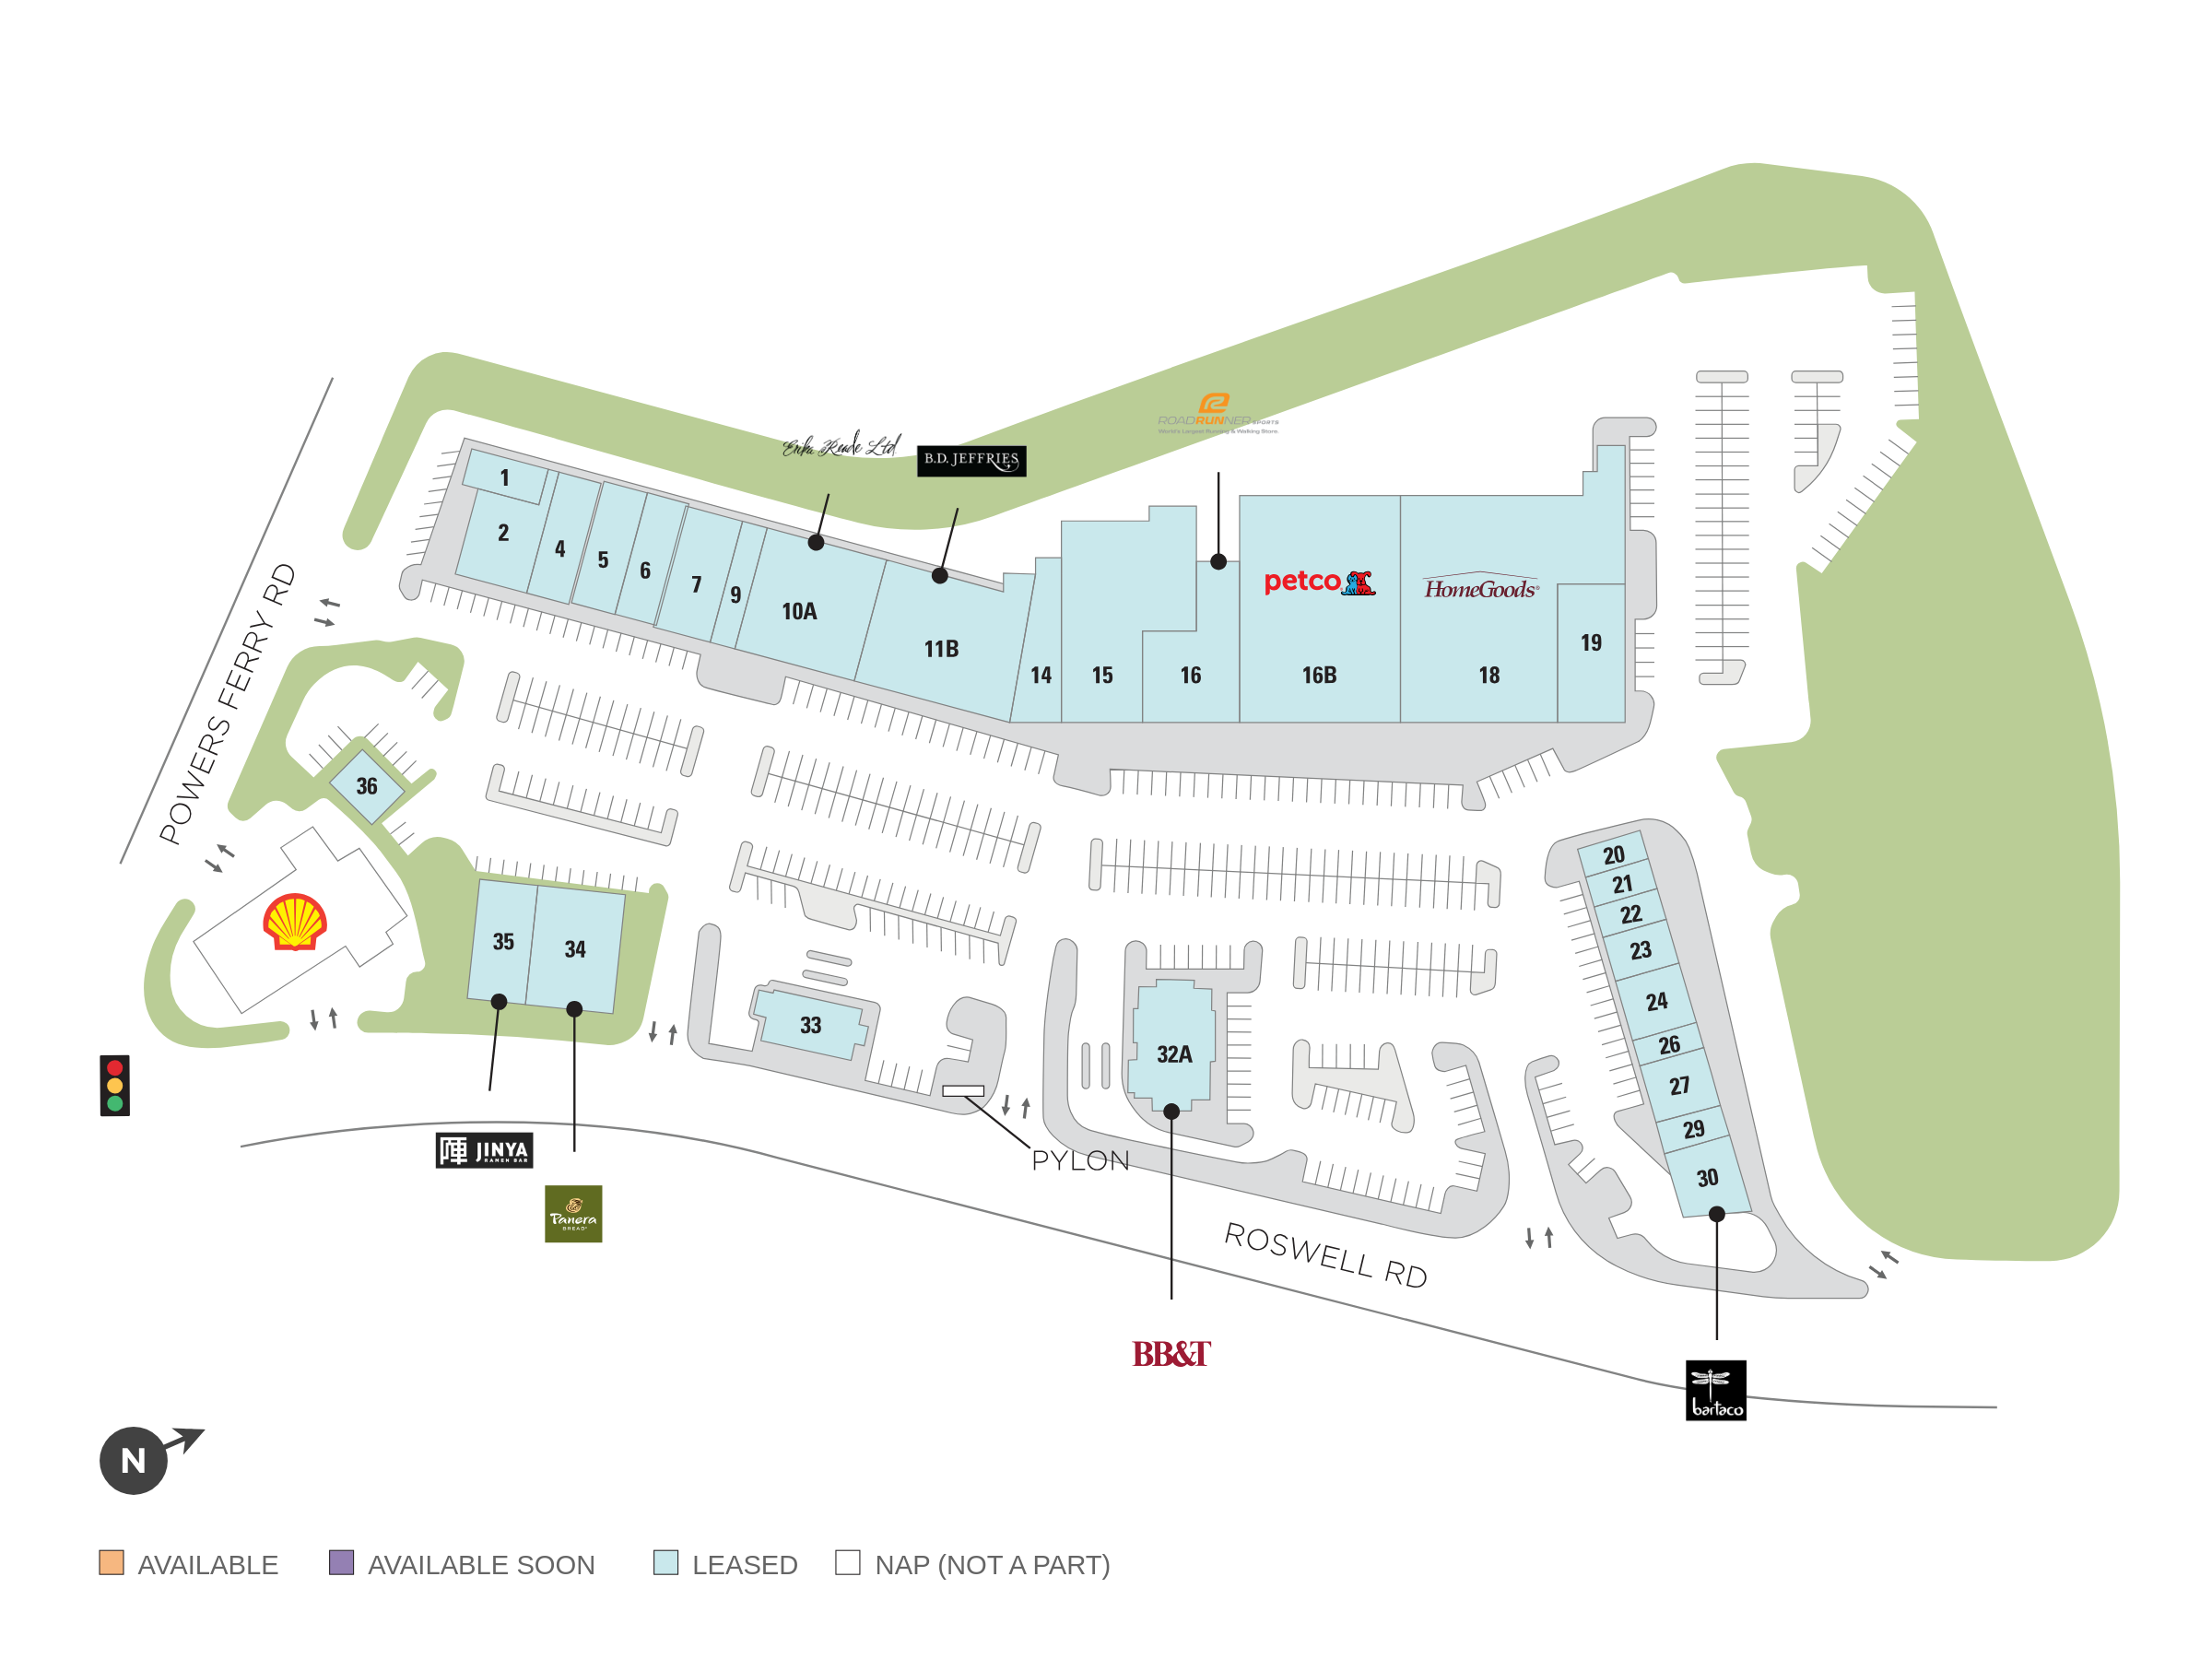 ROADRUNNER
SPORTS
World's Largest Running & Walking Store
Erika Reade Ltd
B.D. JEFFRIES
1
2
4
5
6
7
9
10A
11B
14
15
16
petco
16B
HomeGoods
18
19
POWERS FERRY RD
36
35
34
33
32A
20
21
22
23
24
26
27
29
30
PYLON
陣 JINYA
RAMEN BAR
Panera
BREAD
ROSWELL RD
BB&T
bartaco
N
AVAILABLE
AVAILABLE SOON
LEASED
NAP (NOT A PART)